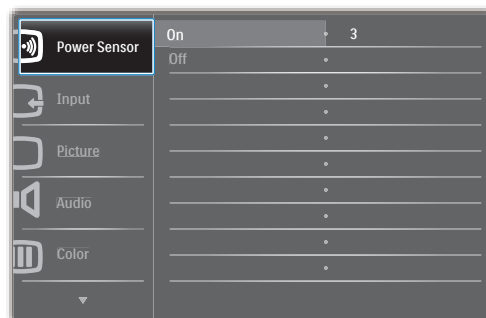 Power Sensor
On 3
Off
Input
Picture
Audio
Color